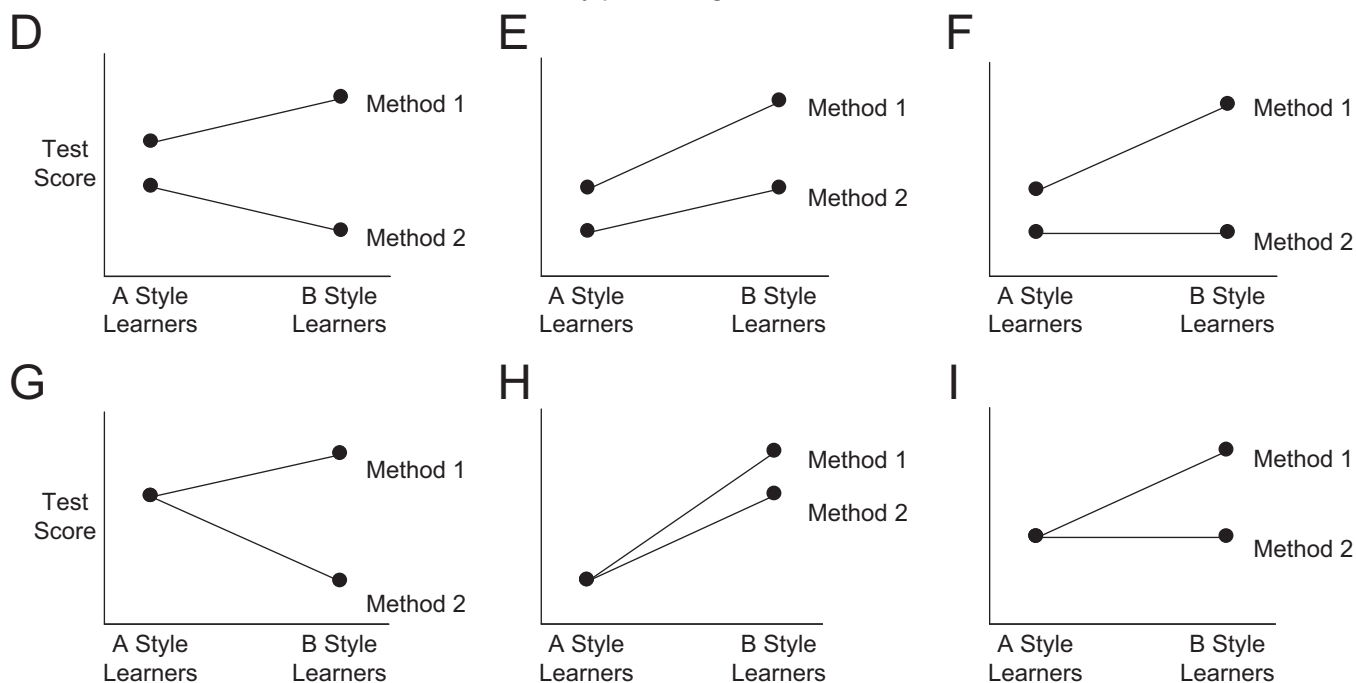 D
E
F
Method 1
Method 1
Method 1
Test
Score
Method 2
Method 2
Method 2
A Style
Learners
B Style
Learners
A Style
Learners
B Style
Learners
A Style
Learners
B Style
Learners
G
H
I
Method 1
Method 1
Method 1
Test
Score
Method 2
Method 2
Method 2
A Style
Learners
B Style
Learners
A Style
Learners
B Style
Learners
A Style
Learners
B Style
Learners